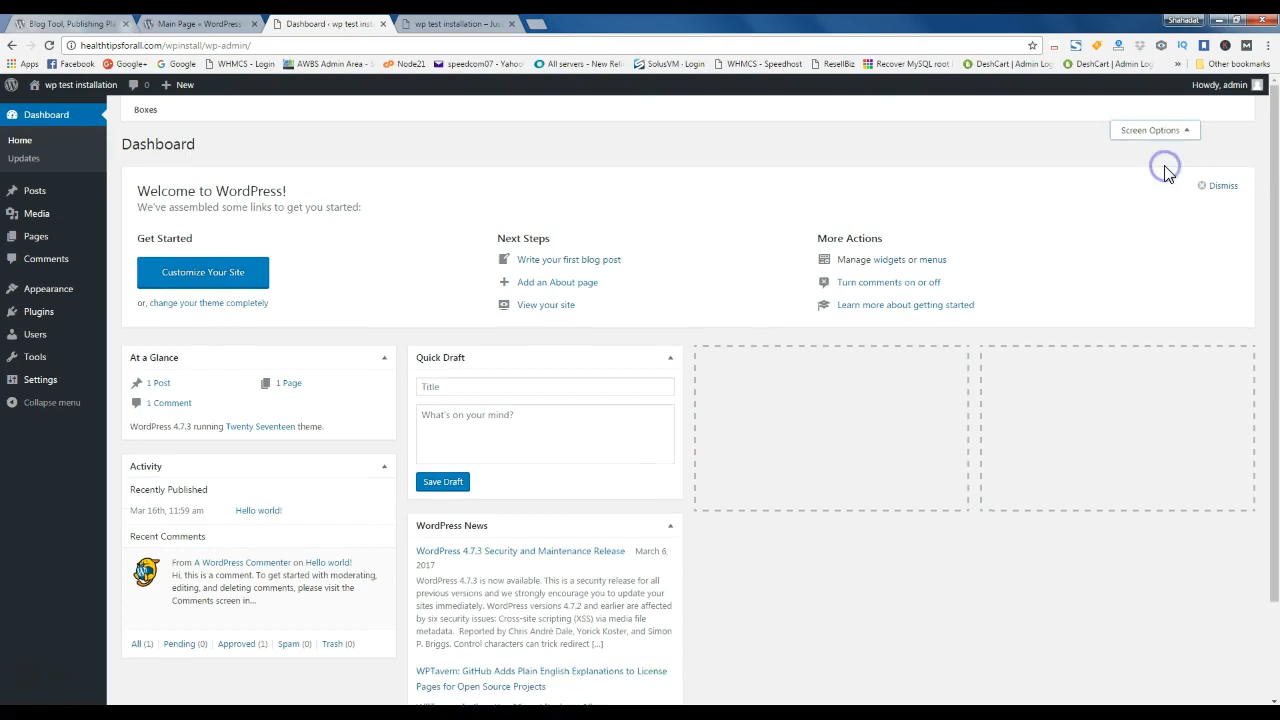 Blog Tool, Publishing Pla
Main Page « WordPress
Dashboard ‹ wp test inst
wp test installation – Jus
Shahadat
healthtipsforall.com/wpinstall/wp-admin/
Apps
Facebook
Google+
Google
WHMCS - Login
AWBS Admin Area -
Node21
speedcom07 - Yahoo
All servers - New Reli
SolusVM - Login
WHMCS - Speedhost
ResellBiz
Recover MySQL root
DeshCart | Admin Log
DeshCart | Admin Log
»
Other bookmarks
wp test installation
0
New
Howdy, admin
Dashboard
Home
Updates
Posts
Media
Pages
Comments
Appearance
Plugins
Users
Tools
Settings
Collapse menu
Boxes
Screen Options
Dashboard
Dismiss
Welcome to WordPress!
We've assembled some links to get you started:
Get Started
Customize Your Site
or, change your theme completely
Next Steps
Write your first blog post
Add an About page
View your site
More Actions
Manage widgets or menus
Turn comments on or off
Learn more about getting started
At a Glance
1 Post
1 Page
1 Comment
WordPress 4.7.3 running Twenty Seventeen theme.
Activity
Recently Published
Mar 16th, 11:59 am
Hello world!
Recent Comments
From A WordPress Commenter on Hello world!
Hi, this is a comment. To get started with moderating,
editing, and deleting comments, please visit the
Comments screen in...
All (1)
Pending (0)
Approved (1)
Spam (0)
Trash (0)
Quick Draft
Title
What's on your mind?
Save Draft
WordPress News
WordPress 4.7.3 Security and Maintenance Release March 6,
2017
WordPress 4.7.3 is now available. This is a security release for all
previous versions and we strongly encourage you to update your
sites immediately. WordPress versions 4.7.2 and earlier are affected
by six security issues: Cross-site scripting (XSS) via media file
metadata. Reported by Chris André Dale, Yorick Koster, and Simon
P. Briggs. Control characters can trick redirect [...]
WPTavern: GitHub Adds Plain English Explanations to License
Pages for Open Source Projects